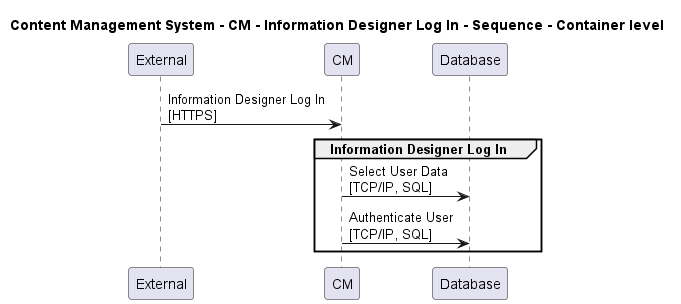 Content Management System - CM - Information Designer Log In - Sequence - Container level
External
CM
Database
Information Designer Log In
[HTTPS]
Information Designer Log In
Select User Data
[TCP/IP, SQL]
Authenticate User
[TCP/IP, SQL]
External
CM
Database